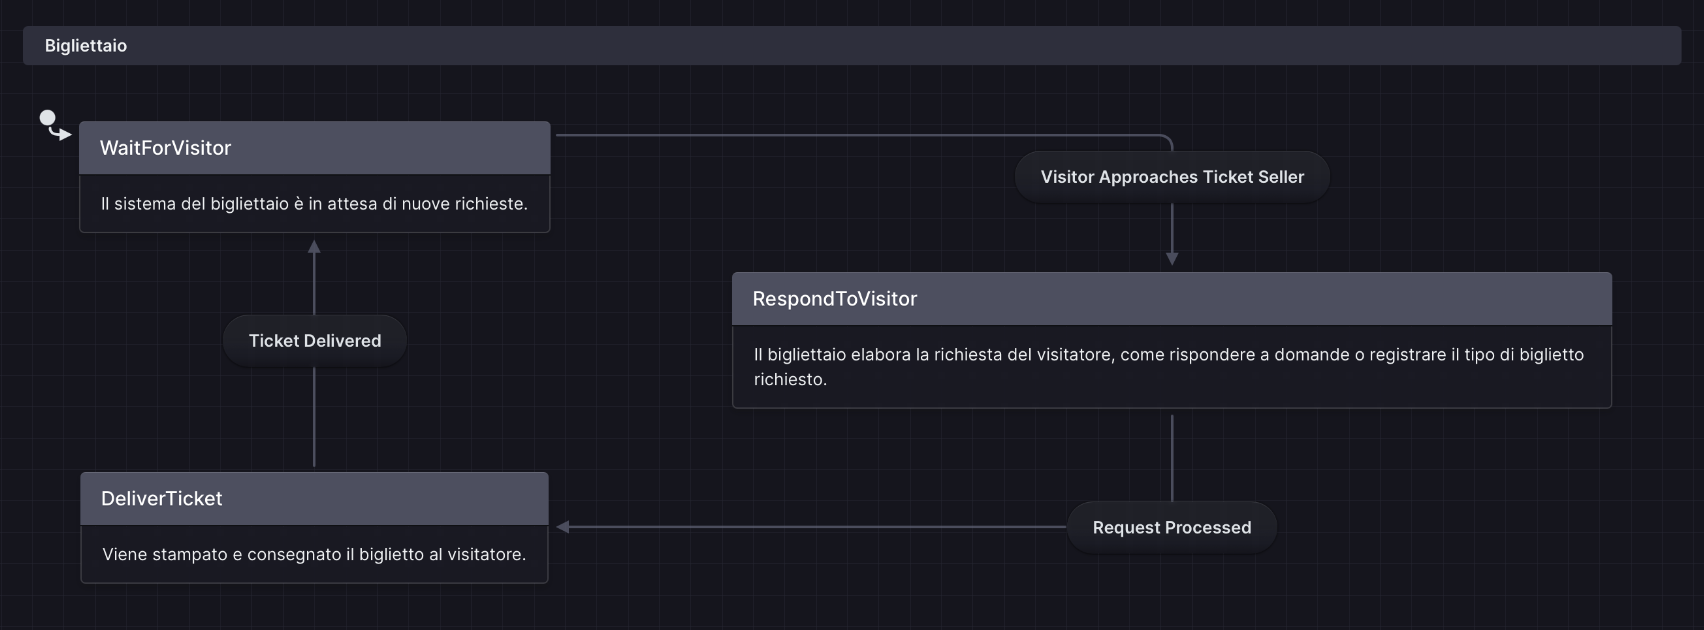 Bigliettaio
WaitForVisitor
Il sistema del bigliettaio è in attesa di nuove richieste.
Visitor Approaches Ticket Seller
RespondToVisitor
Il bigliettaio elabora la richiesta del visitatore, come rispondere a domande o registrare il tipo di biglietto
richiesto.
Ticket Delivered
DeliverTicket
Viene stampato e consegnato il biglietto al visitatore.
Request Processed